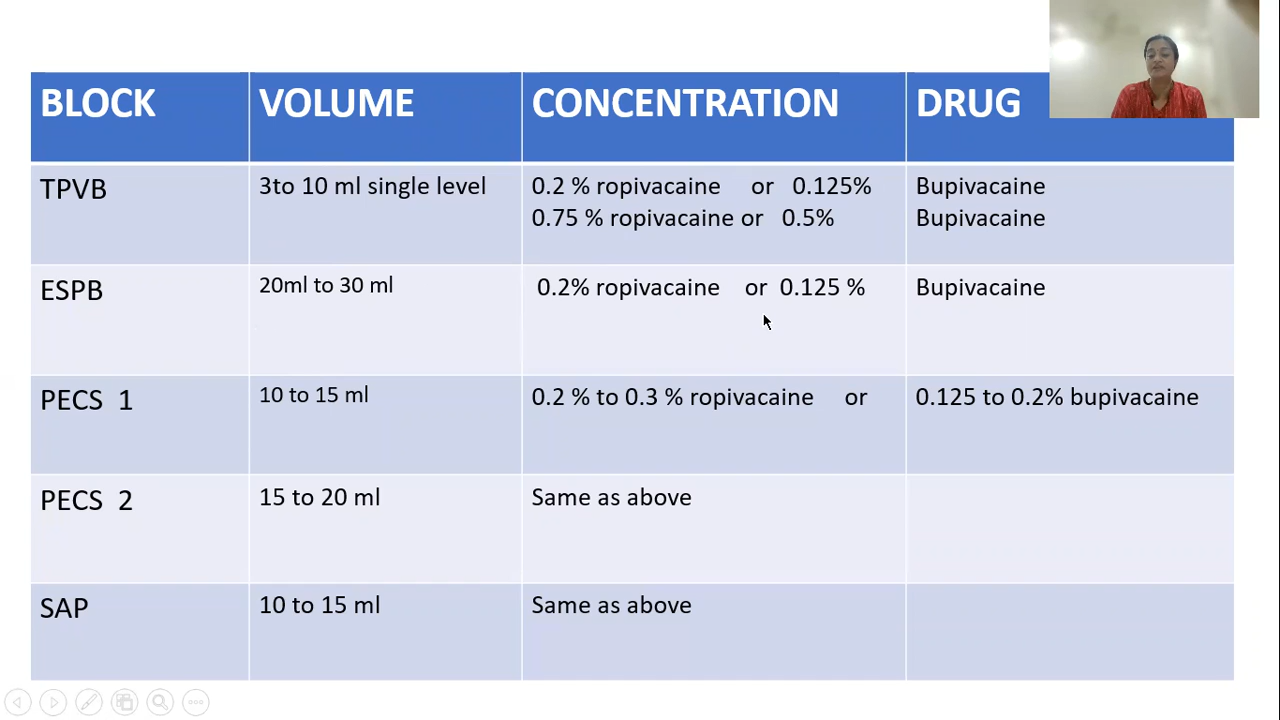 BLOCK VOLUME CONCENTRATION DRUG
TPVB 3to 10 ml single level 0.2 % ropivacaine or 0.125% Bupivacaine
0.75 % ropivacaine or 0.5% Bupivacaine
ESPB 20ml to 30 ml 0.2% ropivacaine or 0.125 % Bupivacaine
PECS 1 10 to 15 ml 0.2 % to 0.3 % ropivacaine or 0.125 to 0.2% bupivacaine
PECS 2 15 to 20 ml Same as above
SAP 10 to 15 ml Same as above